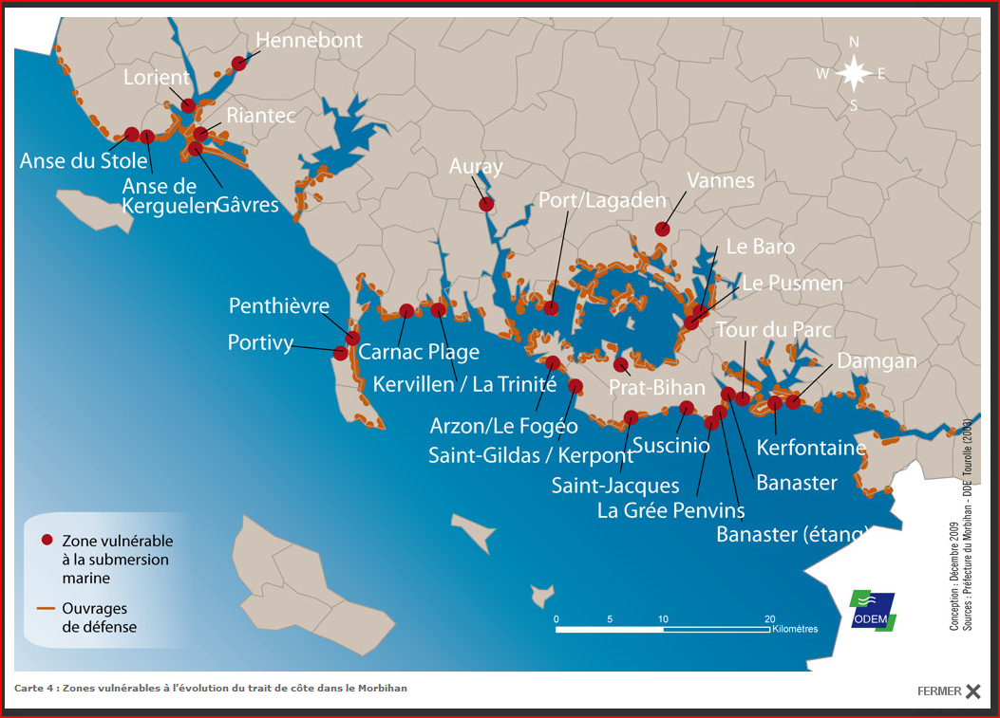 Hennebont
N
Lorient
W
E
S
Riantec
Anse du Stole
Auray
Vannes
Anse de
Kerguelen
Gâvres
Port/Lagaden
Le Baro
Le Pusmen
Penthièvre
Tour du Parc
Portivy
Carnac Plage
Damgan
Kervillen / La Trinité
Prat-Bihan
Arzon/Le Fogéo
Saint-Gildas / Kerpont
Suscinio
Kerfontaine
Saint-Jacques
Banaster
La Grée Penvins
Banaster (étang)
Zone vulnérable
à la submersion
marine
Ouvrages
de défense
0 5 10 20
Kilomètres
ODEM
Conception : Décembre 2009
Sources : Préfecture du Morbihan - DDE Tourolle (2003)
Carte 4 : Zones vulnérables à l'évolution du trait de côte dans le Morbihan
FERMER